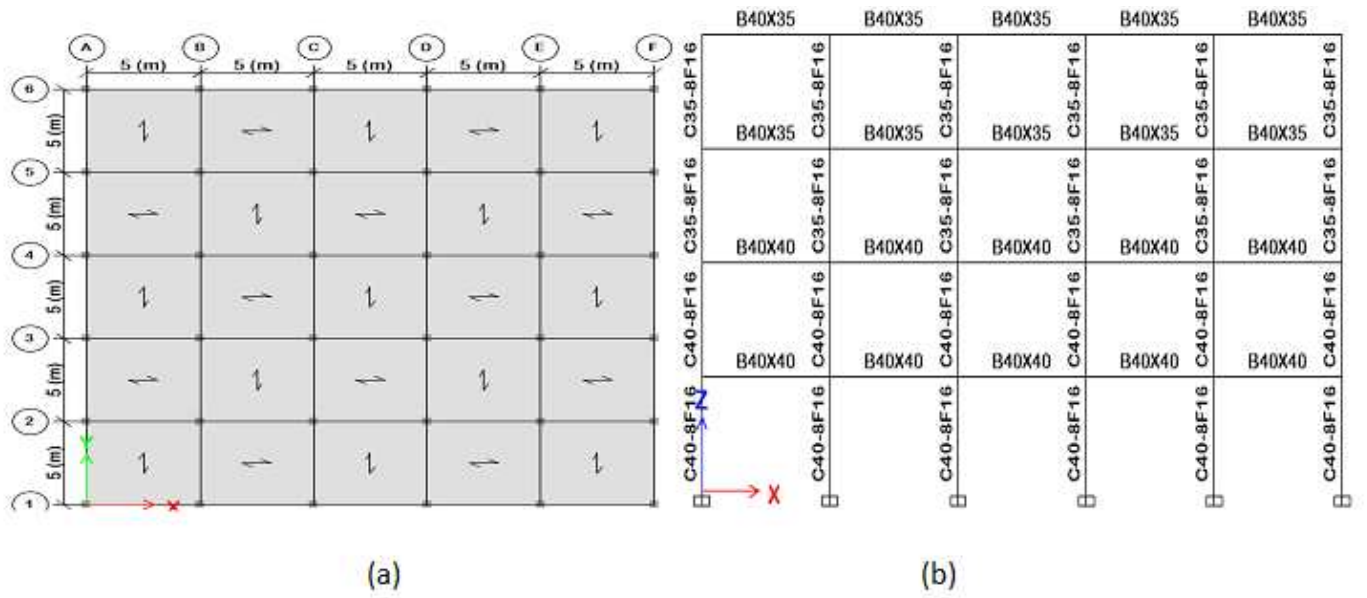 A B C D E F
5 (m) 5 (m) 5 (m) 5 (m) 5 (m)
6
5 (m)
5
5 (m)
4
5 (m)
3
5 (m)
2
5 (m)
1
Y
X
(a)
B40X35 B40X35 B40X35 B40X35 B40X35
C35-8F16 C35-8F16 C35-8F16 C35-8F16 C35-8F16 C35-8F16
B40X35 B40X35 B40X35 B40X35 B40X35
C35-8F16 C35-8F16 C35-8F16 C35-8F16 C35-8F16 C35-8F16
B40X40 B40X40 B40X40 B40X40 B40X40
C40-8F16 C40-8F16 C40-8F16 C40-8F16 C40-8F16 C40-8F16
B40X40 B40X40 B40X40 B40X40 B40X40
C40-8F16 C40-8F16 C40-8F16 C40-8F16 C40-8F16 C40-8F16
Z
X
(b)